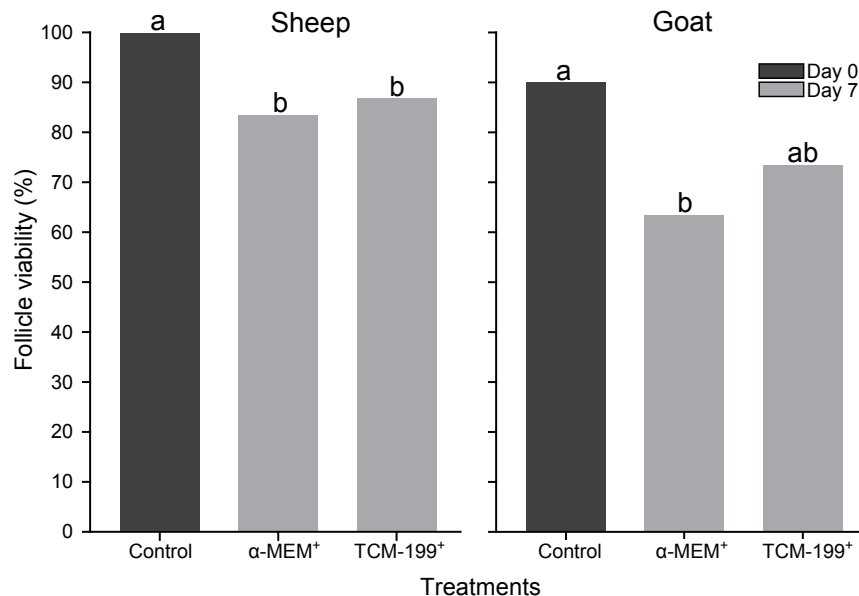 Sheep
Goat
Day 0
Day 7
Follicle viability (%)
100
90
80
70
60
50
40
30
20
10
0
a
b
b
a
b
ab
Control
α-MEM⁺
TCM-199⁺
Control
α-MEM⁺
TCM-199⁺
Treatments